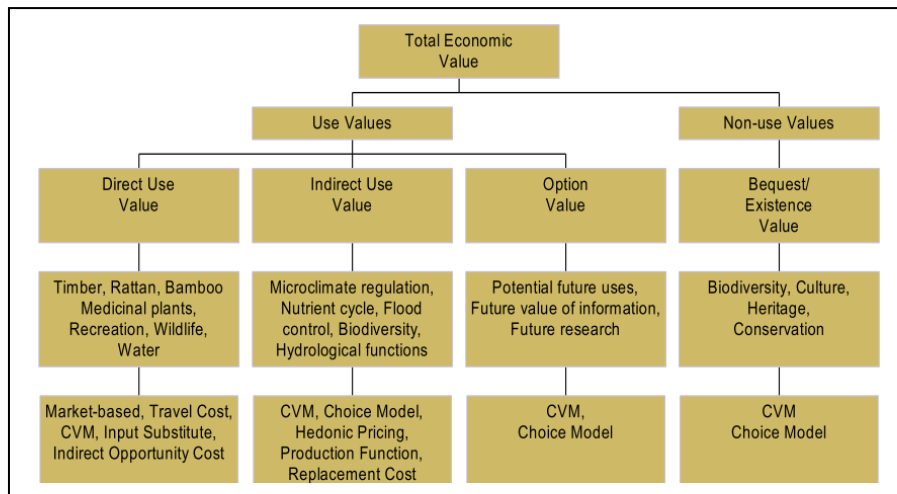 Total Economic
Value
Use Values
Non-use Values
Direct Use
Value
Indirect Use
Value
Option
Value
Bequest/
Existence
Value
Timber, Rattan, Bamboo
Medicinal plants,
Recreation, Wildlife,
Water
Microclimate regulation,
Nutrient cycle, Flood
control, Biodiversity,
Hydrological functions
Potential future uses,
Future value of information,
Future research
Biodiversity, Culture,
Heritage,
Conservation
Market-based, Travel Cost,
CVM, Input Substitute,
Indirect Opportunity Cost
CVM, Choice Model,
Hedonic Pricing,
Production Function,
Replacement Cost
CVM,
Choice Model
CVM
Choice Model